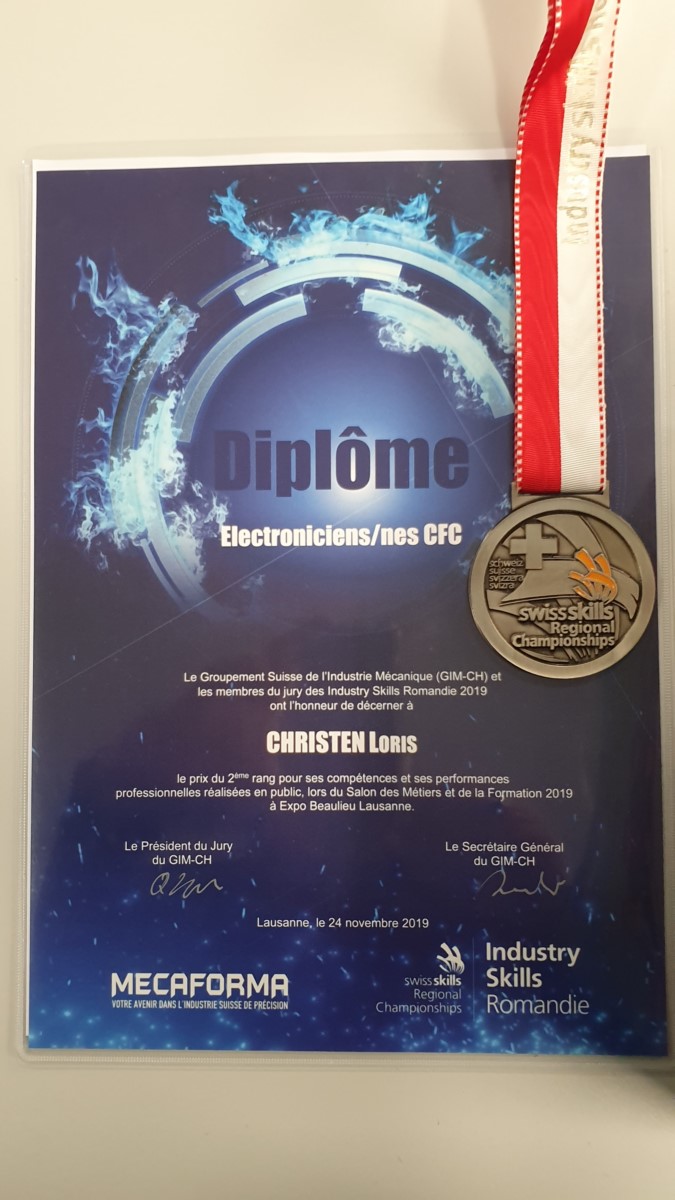 Industry Skills
Diplôme
Electroniciens/nes CFC
schweiz
suisse
svizzera
svizra
swissskills
Regional
Championships
Le Groupement Suisse de l'Industrie Mécanique (GIM-CH) et
les membres du jury des Industry Skills Romandie 2019
ont l'honneur de décerner à
CHRISTEN LORIS
le prix du 2ème rang pour ses compétences et ses performances
professionnelles réalisées en public, lors du Salon des Métiers et de la Formation 2019
à Expo Beaulieu Lausanne.
Le Président du Jury
du GIM-CH
Le Secrétaire Général
du GIM-CH
Lausanne, le 24 novembre 2019
MECAFORMA
VOTRE AVENIR DANS L'INDUSTRIE SUISSE DE PRÉCISION
swissskills
Regional
Championships
Industry
Skills
Romandie